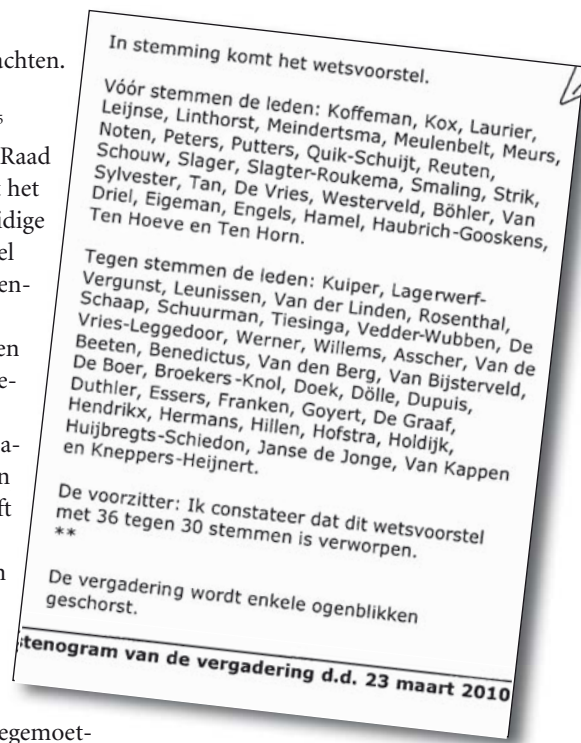 achten.
5
Raad
het
idige
el
en-
en
e-
a-
n
ft
n
egemoet-
In stemming komt het wetsvoorstel.
Vóór stemmen de leden: Koffeman, Kox, Laurier,
Leijnse, Linthorst, Meindertsma, Meulenbelt, Meurs,
Noten, Peters, Putters, Quik-Schuijt, Reuten,
Schouw, Slager, Slagter-Roukema, Smaling, Strik,
Sylvester, Tan, De Vries, Westerveld, Böhler, Van
Driel, Eigeman, Engels, Hamel, Haubrich-Gooskens,
Ten Hoeve en Ten Horn.
Tegen stemmen de leden: Kuiper, Lagerwerf-
Vergunst, Leunissen, Van der Linden, Rosenthal,
Schaap, Schuurman, Tiesinga, Vedder-Wubben, De
Vries-Leggedoor, Werner, Willems, Asscher, Van de
Beeten, Benedictus, Van den Berg, Van Bijsterveld,
De Boer, Broekers-Knol, Doek, Dölle, Dupuis,
Duthler, Essers, Franken, Goyert, De Graaf,
Hendrikx, Hermans, Hillen, Hofstra, Holdijk,
Huijbregts-Schiedon, Janse de Jonge, Van Kappen
en Kneppers-Heijnert.
De voorzitter: Ik constateer dat dit wetsvoorstel
met 36 tegen 30 stemmen is verworpen.
**
De vergadering wordt enkele ogenblikken
geschorst.
stenogram van de vergadering d.d. 23 maart 2010